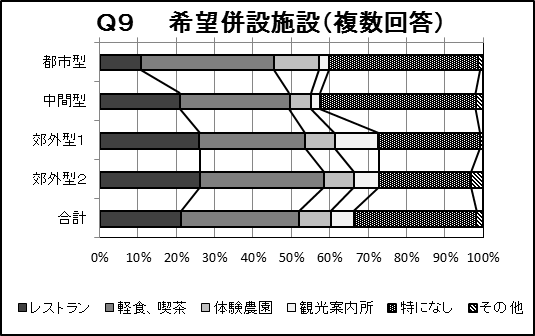 Q9 希望併設施設(複数回答)
都市型
中間型
郊外型1
郊外型2
合計
0% 10% 20% 30% 40% 50% 60% 70% 80% 90% 100%
レストラン 軽食、喫茶 体験農園 観光案内所 特になし その他